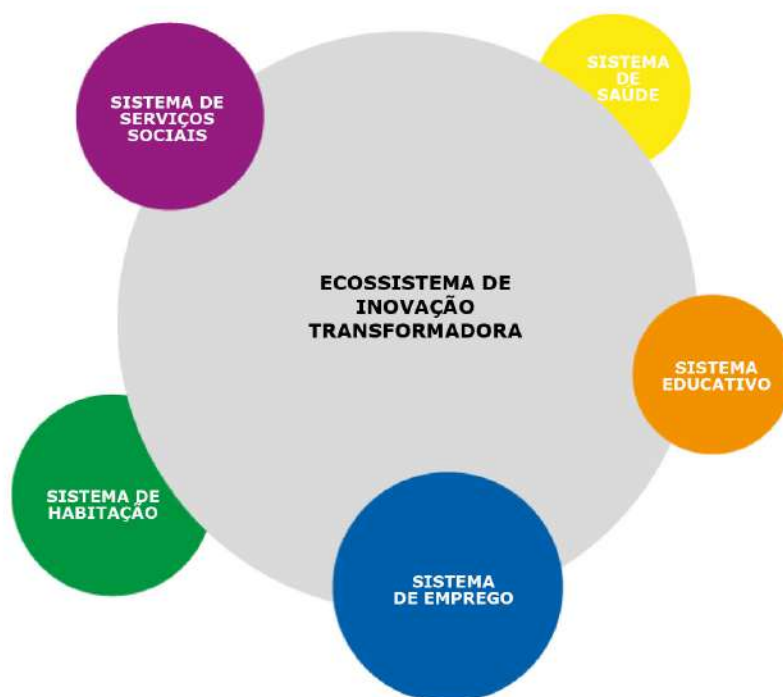 SISTEMA
DE
SAÚDE
SISTEMA DE
SERVIÇOS
SOCIAIS
ECOSSISTEMA DE
INOVAÇÃO
TRANSFORMADORA
SISTEMA
EDUCATIVO
SISTEMA DE
HABITAÇÃO
SISTEMA
DE EMPREGO